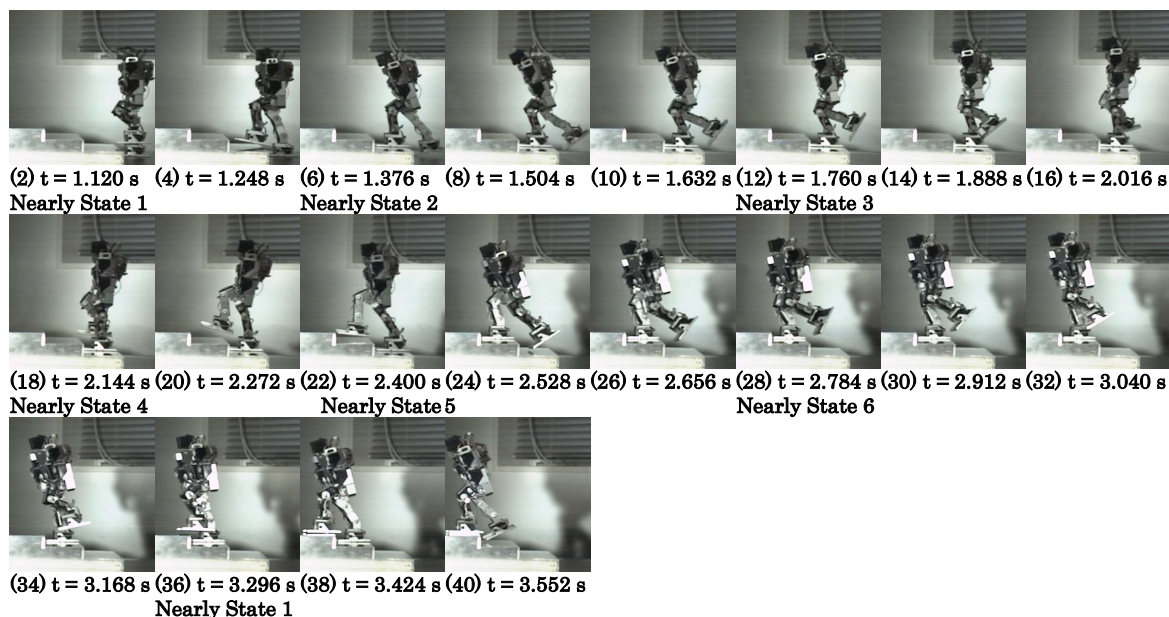 (2) t = 1.120 s (4) t = 1.248 s (6) t = 1.376 s (8) t = 1.504 s (10) t = 1.632 s (12) t = 1.760 s (14) t = 1.888 s (16) t = 2.016 s
Nearly State 1 Nearly State 2 Nearly State 3
(18) t = 2.144 s (20) t = 2.272 s (22) t = 2.400 s (24) t = 2.528 s (26) t = 2.656 s (28) t = 2.784 s (30) t = 2.912 s (32) t = 3.040 s
Nearly State 4 Nearly State 5 Nearly State 6
(34) t = 3.168 s (36) t = 3.296 s (38) t = 3.424 s (40) t = 3.552 s
Nearly State 1